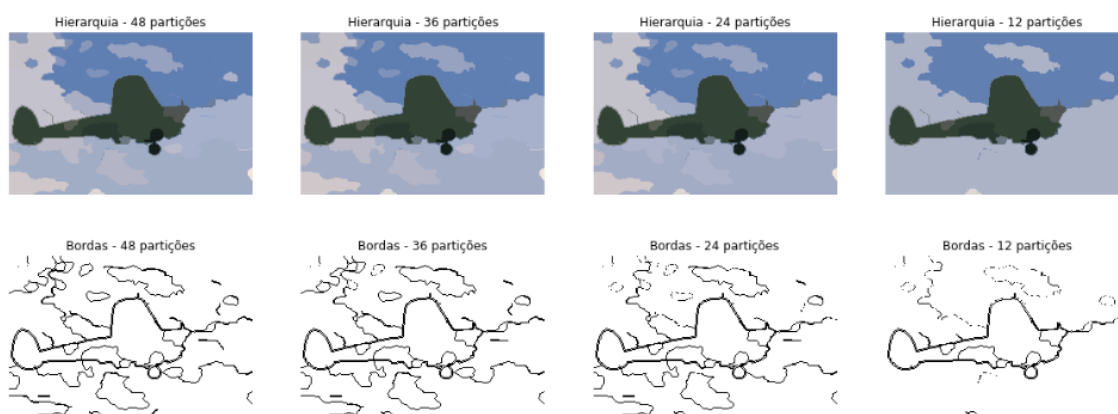 Hierarquia - 48 partições
Hierarquia - 36 partições
Hierarquia - 24 partições
Hierarquia - 12 partições
Bordas - 48 partições
Bordas - 36 partições
Bordas - 24 partições
Bordas - 12 partições